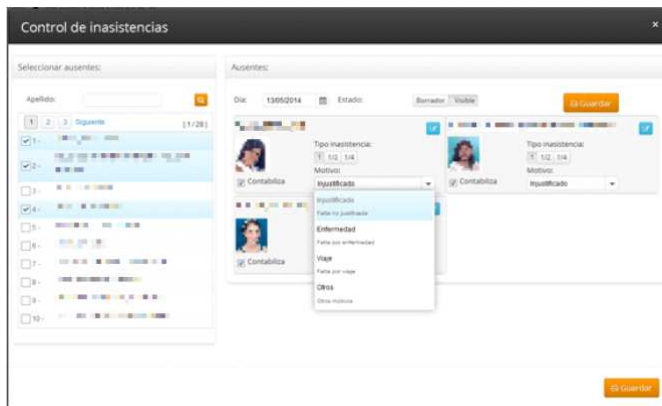 Control de inasistencias
×
Seleccionar ausentes:
Apellido:
1 2 3 Siguiente [1/28]
1 -
2 -
3 -
4 -
5 -
6 -
7 -
8 -
9 -
10 -
Ausentes:
Día: 13/05/2014 Estado: Borrador Visible
Guardar
Tipo inasistencia:
1 1/2 1/4
Motivo:
Contabiliza Injustificado
Injustificado
Falta no justificada
Enfermedad
Falta por enfermedad
Viaje
Falta por viaje
Otros
Otros motivos
Tipo inasistencia:
1 1/2 1/4
Motivo:
Contabiliza Injustificado
Contabiliza
Guardar